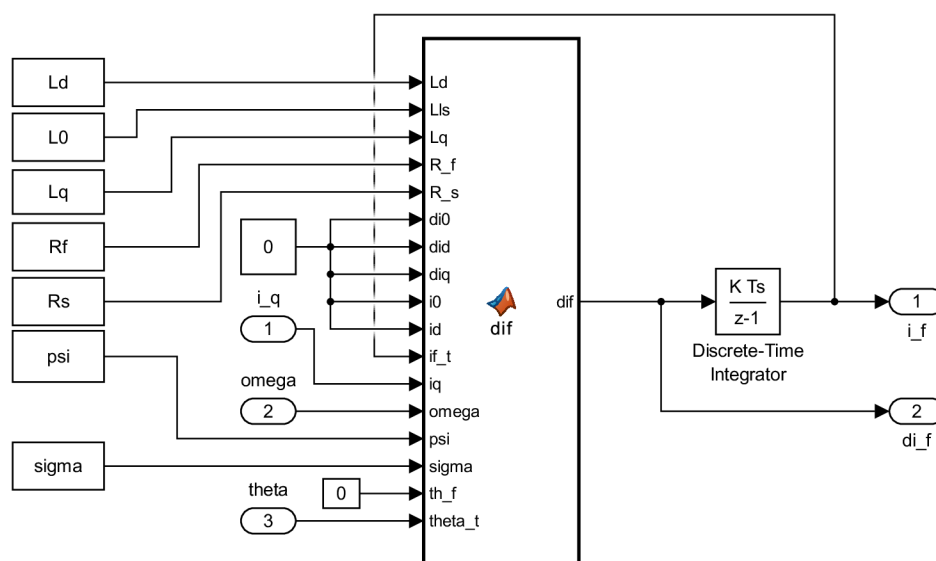 Ld
L0
Lq
Rf
Rs
psi
sigma
0
i_q
1
omega
2
theta
3
0
Ld
Lls
Lq
R_f
R_s
di0
did
diq
i0
id
if_t
iq
omega
psi
sigma
th_f
theta_t
dif
dif
K Ts
z-1
Discrete-Time
Integrator
1
i_f
2
di_f